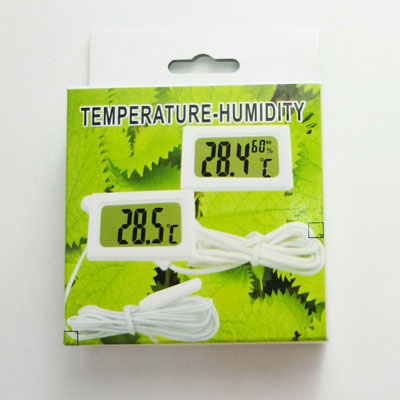 TEMPERATURE-HUMIDITY
28.4 60%
°C
28.5°C